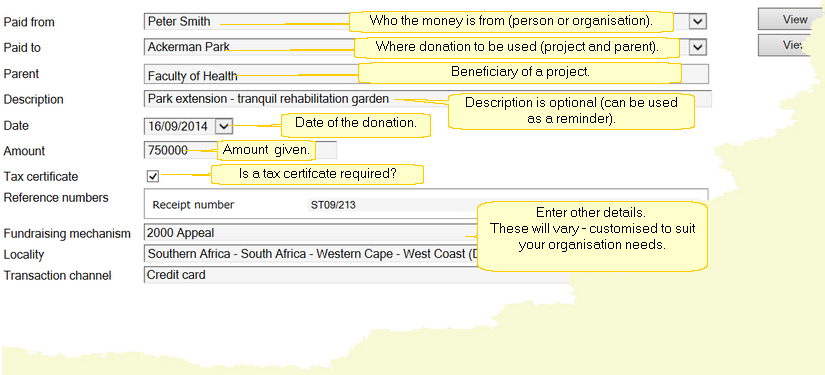 Paid from Peter Smith Who the money is from (person or organisation). View
Paid to Ackerman Park Where donation to be used (project and parent).
Parent Faculty of Health Beneficiary of a project.
Description Park extension - tranquil rehabilitation garden Description is optional (can be used
as a reminder).
Date 16/09/2014 Date of the donation.
Amount 750000 Amount given.
Tax certificate Is a tax certifcate required?
Reference numbers
Receipt number ST09/213
Enter other details.
These will vary - customised to suit
your organisation needs.
Fundraising mechanism 2000 Appeal
Locality Southern Africa - South Africa - Western Cape - West Coast (
Transaction channel Credit card